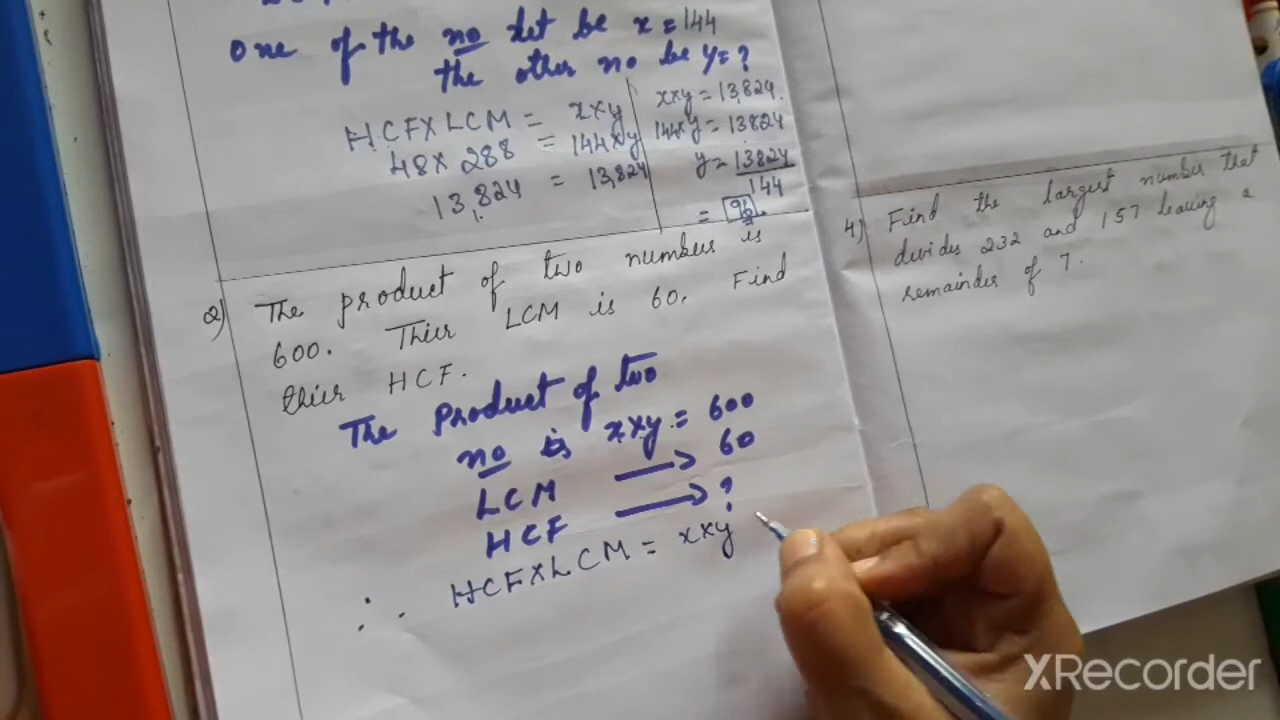 one of the no let be x = 144
the other no be y = ?
HCF X LCM = x×y
48 × 288 = 144×y
13,824 = 13,824
x×y = 13,824.
144×y = 13824
y = 13824
144
= 96.
2) The product of two numbers is
600. Thier LCM is 60. Find
thier HCF.
The Product of two
no is x×y = 600
LCM → 60
HCF → ?
∴ HCF×LCM = x×y
4) Find the largest number that
divides 232 and 157 leaving a
remainder of 7.
XRecorder